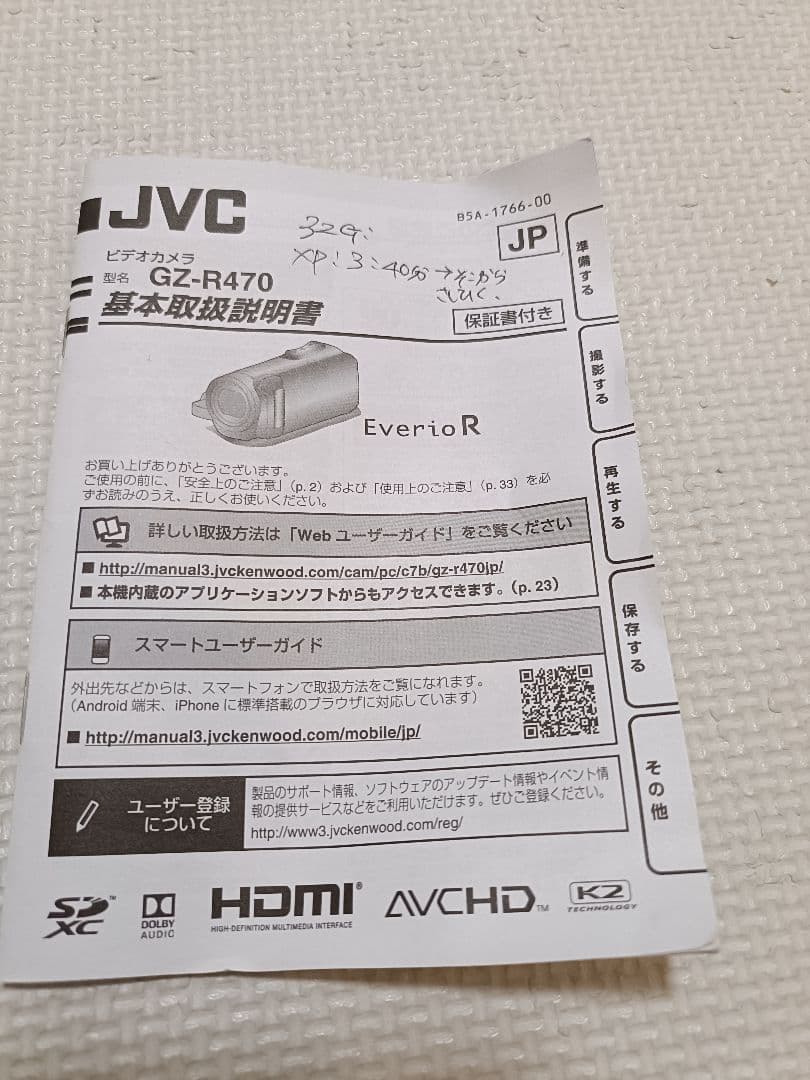 JVC
B5A-1766-00
JP
ビデオカメラ
型名 GZ-R470
基本取扱説明書
32G:
XP:3:40分→そこから
さしひく、
保証書付き
Everio R
お買い上げありがとうございます。
ご使用の前に、「安全上のご注意」(p. 2) および「使用上のご注意」(p. 33) を必
ずお読みのうえ、正しくお使いください。
詳しい取扱方法は「Web ユーザーガイド」をご覧ください
■ http://manual3.jvckenwood.com/cam/pc/c7b/gz-r470jp/
■ 本機内蔵のアプリケーションソフトからもアクセスできます。(p. 23)
スマートユーザーガイド
外出先などからは、スマートフォンで取扱方法をご覧になれます。
(Android 端末、iPhone に標準搭載のブラウザに対応しています)
■ http://manual3.jvckenwood.com/mobile/jp/
ユーザー登録
について
製品のサポート情報、ソフトウェアのアップデート情報やイベント情
報の提供サービスなどをご利用いただけます。ぜひご登録ください。
http://www3.jvckenwood.com/reg/
SD XC™
DOLBY
AUDIO
HDMI®
HIGH-DEFINITION MULTIMEDIA INTERFACE
AVCHD™
K2
TECHNOLOGY
準備する
撮影する
再生する
保存する
その他